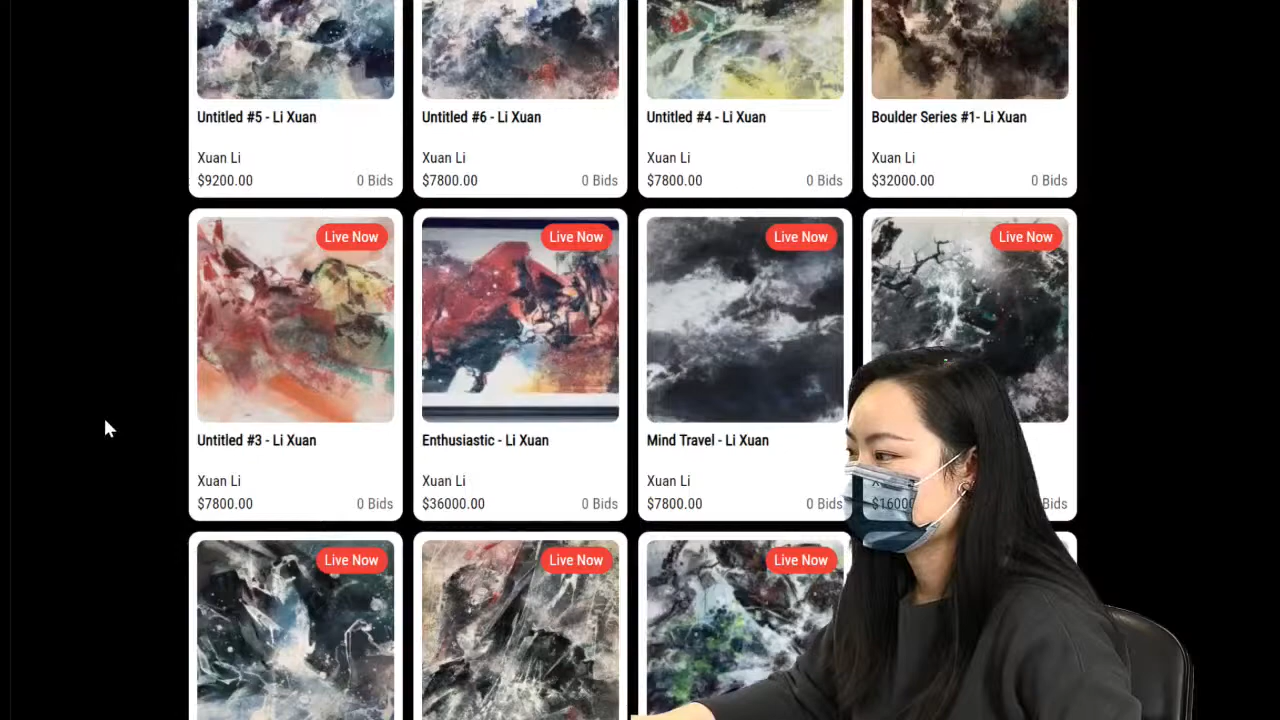 Untitled #5 - Li Xuan
Xuan Li
$9200.00 0 Bids
Untitled #6 - Li Xuan
Xuan Li
$7800.00 0 Bids
Untitled #4 - Li Xuan
Xuan Li
$7800.00 0 Bids
Boulder Series #1- Li Xuan
Xuan Li
$32000.00 0 Bids
Live Now
Untitled #3 - Li Xuan
Xuan Li
$7800.00 0 Bids
Live Now
Enthusiastic - Li Xuan
Xuan Li
$36000.00 0 Bids
Live Now
Mind Travel - Li Xuan
Xuan Li
$7800.00 0 Bids
Live Now
Bids
Live Now
Live Now
Live Now